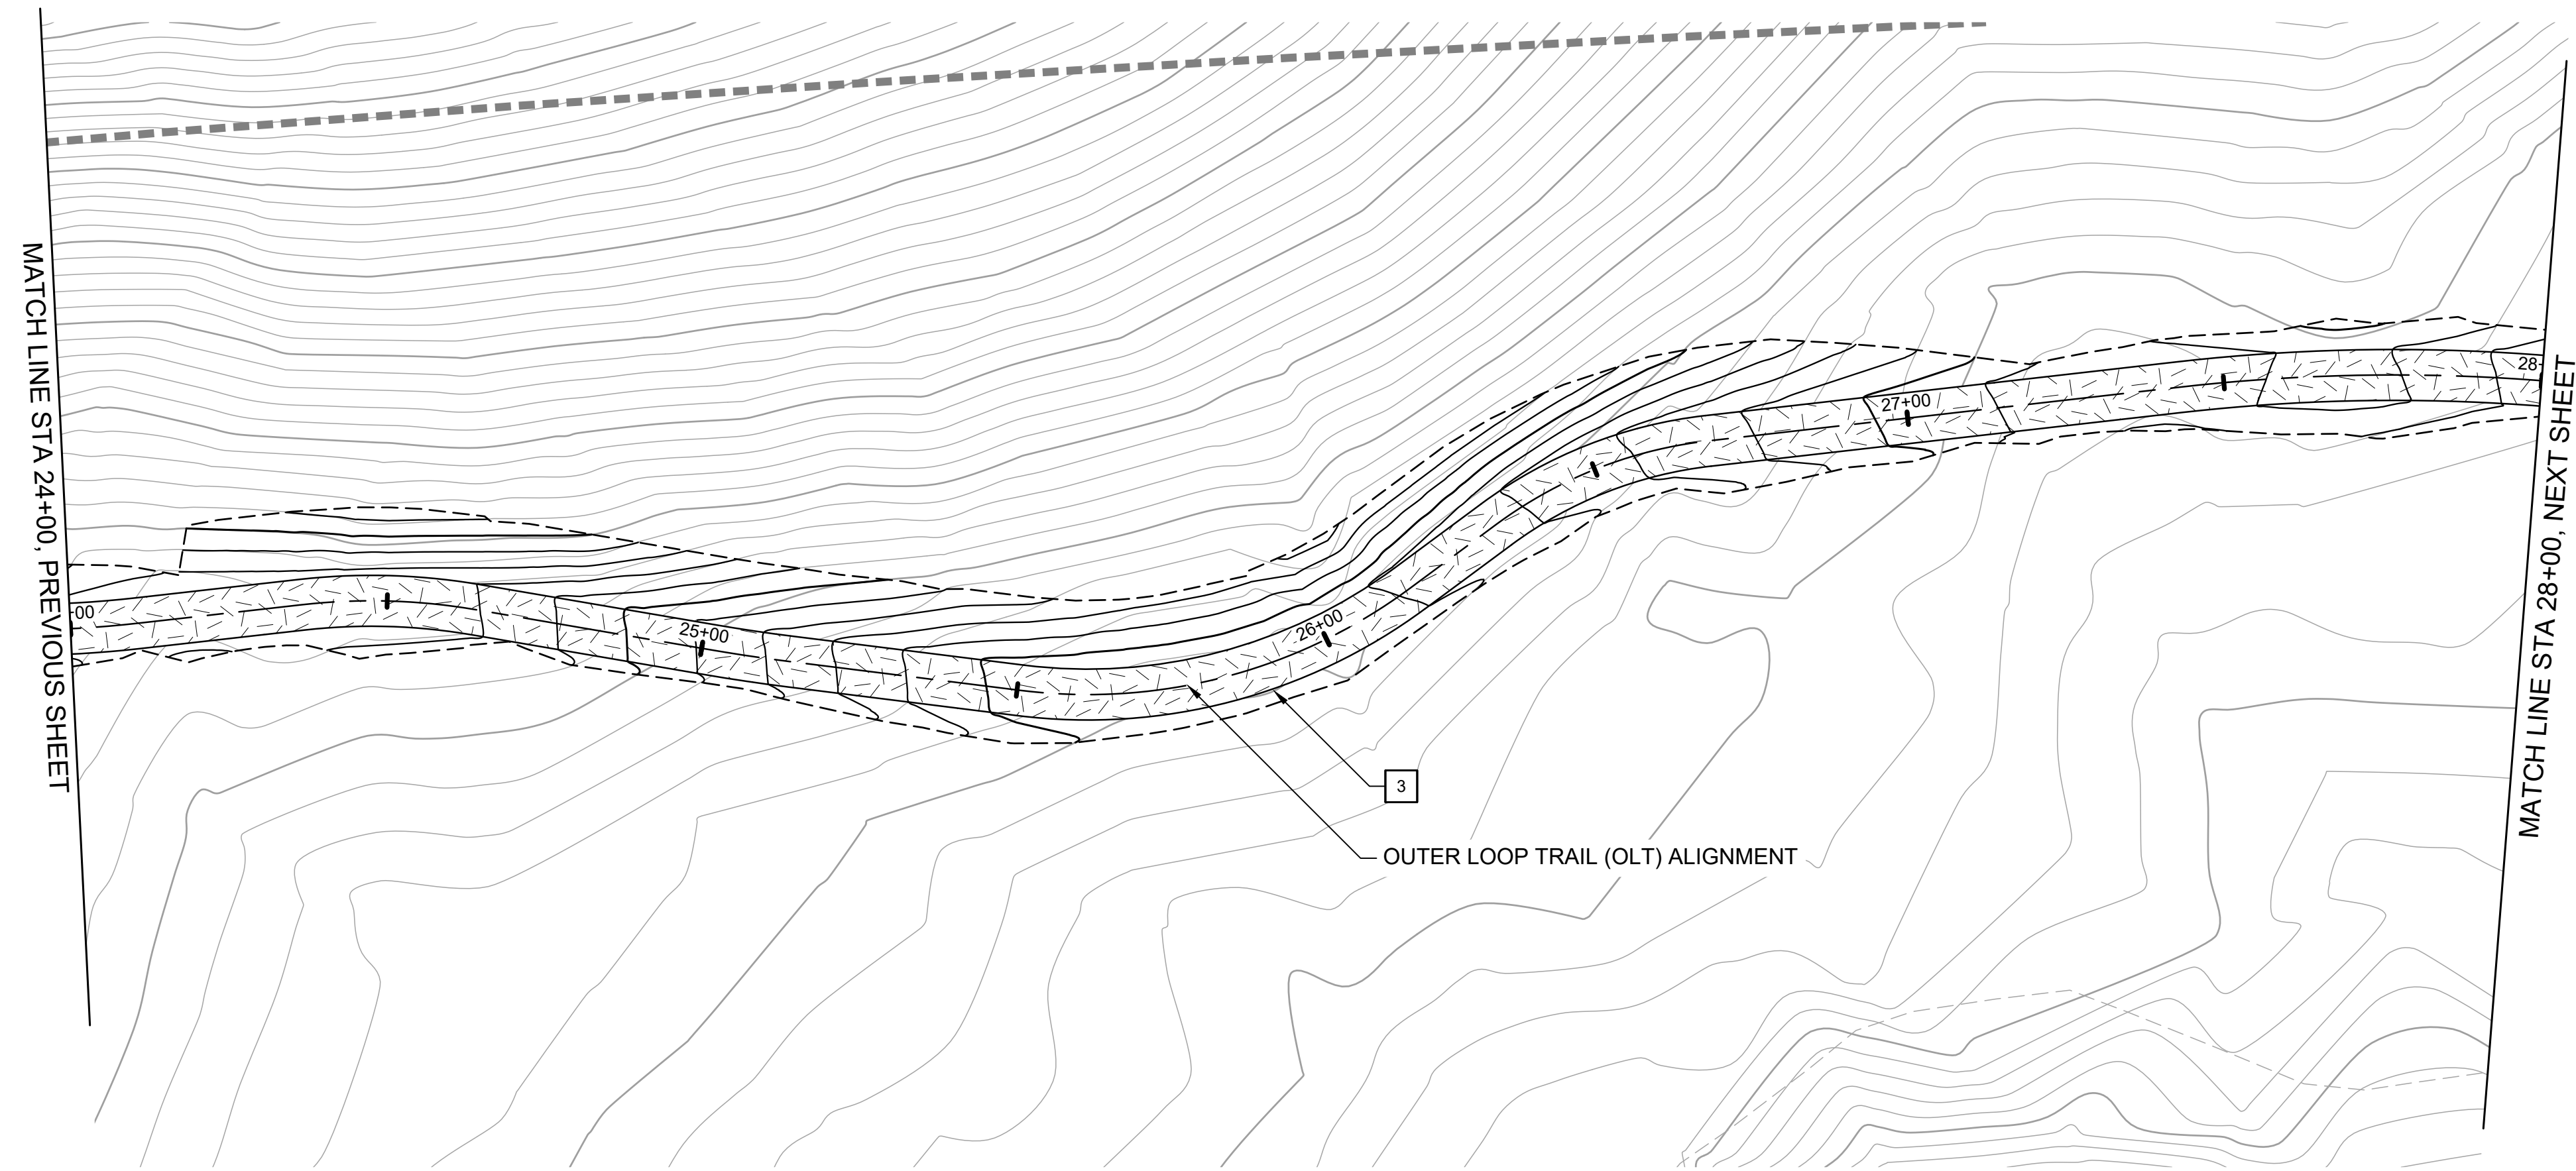 MATCH LINE STA 24+00, PREVIOUS SHEET
+00
25+00
26+00
27+00
28+
3
OUTER LOOP TRAIL (OLT) ALIGNMENT
MATCH LINE STA 28+00, NEXT SHEET